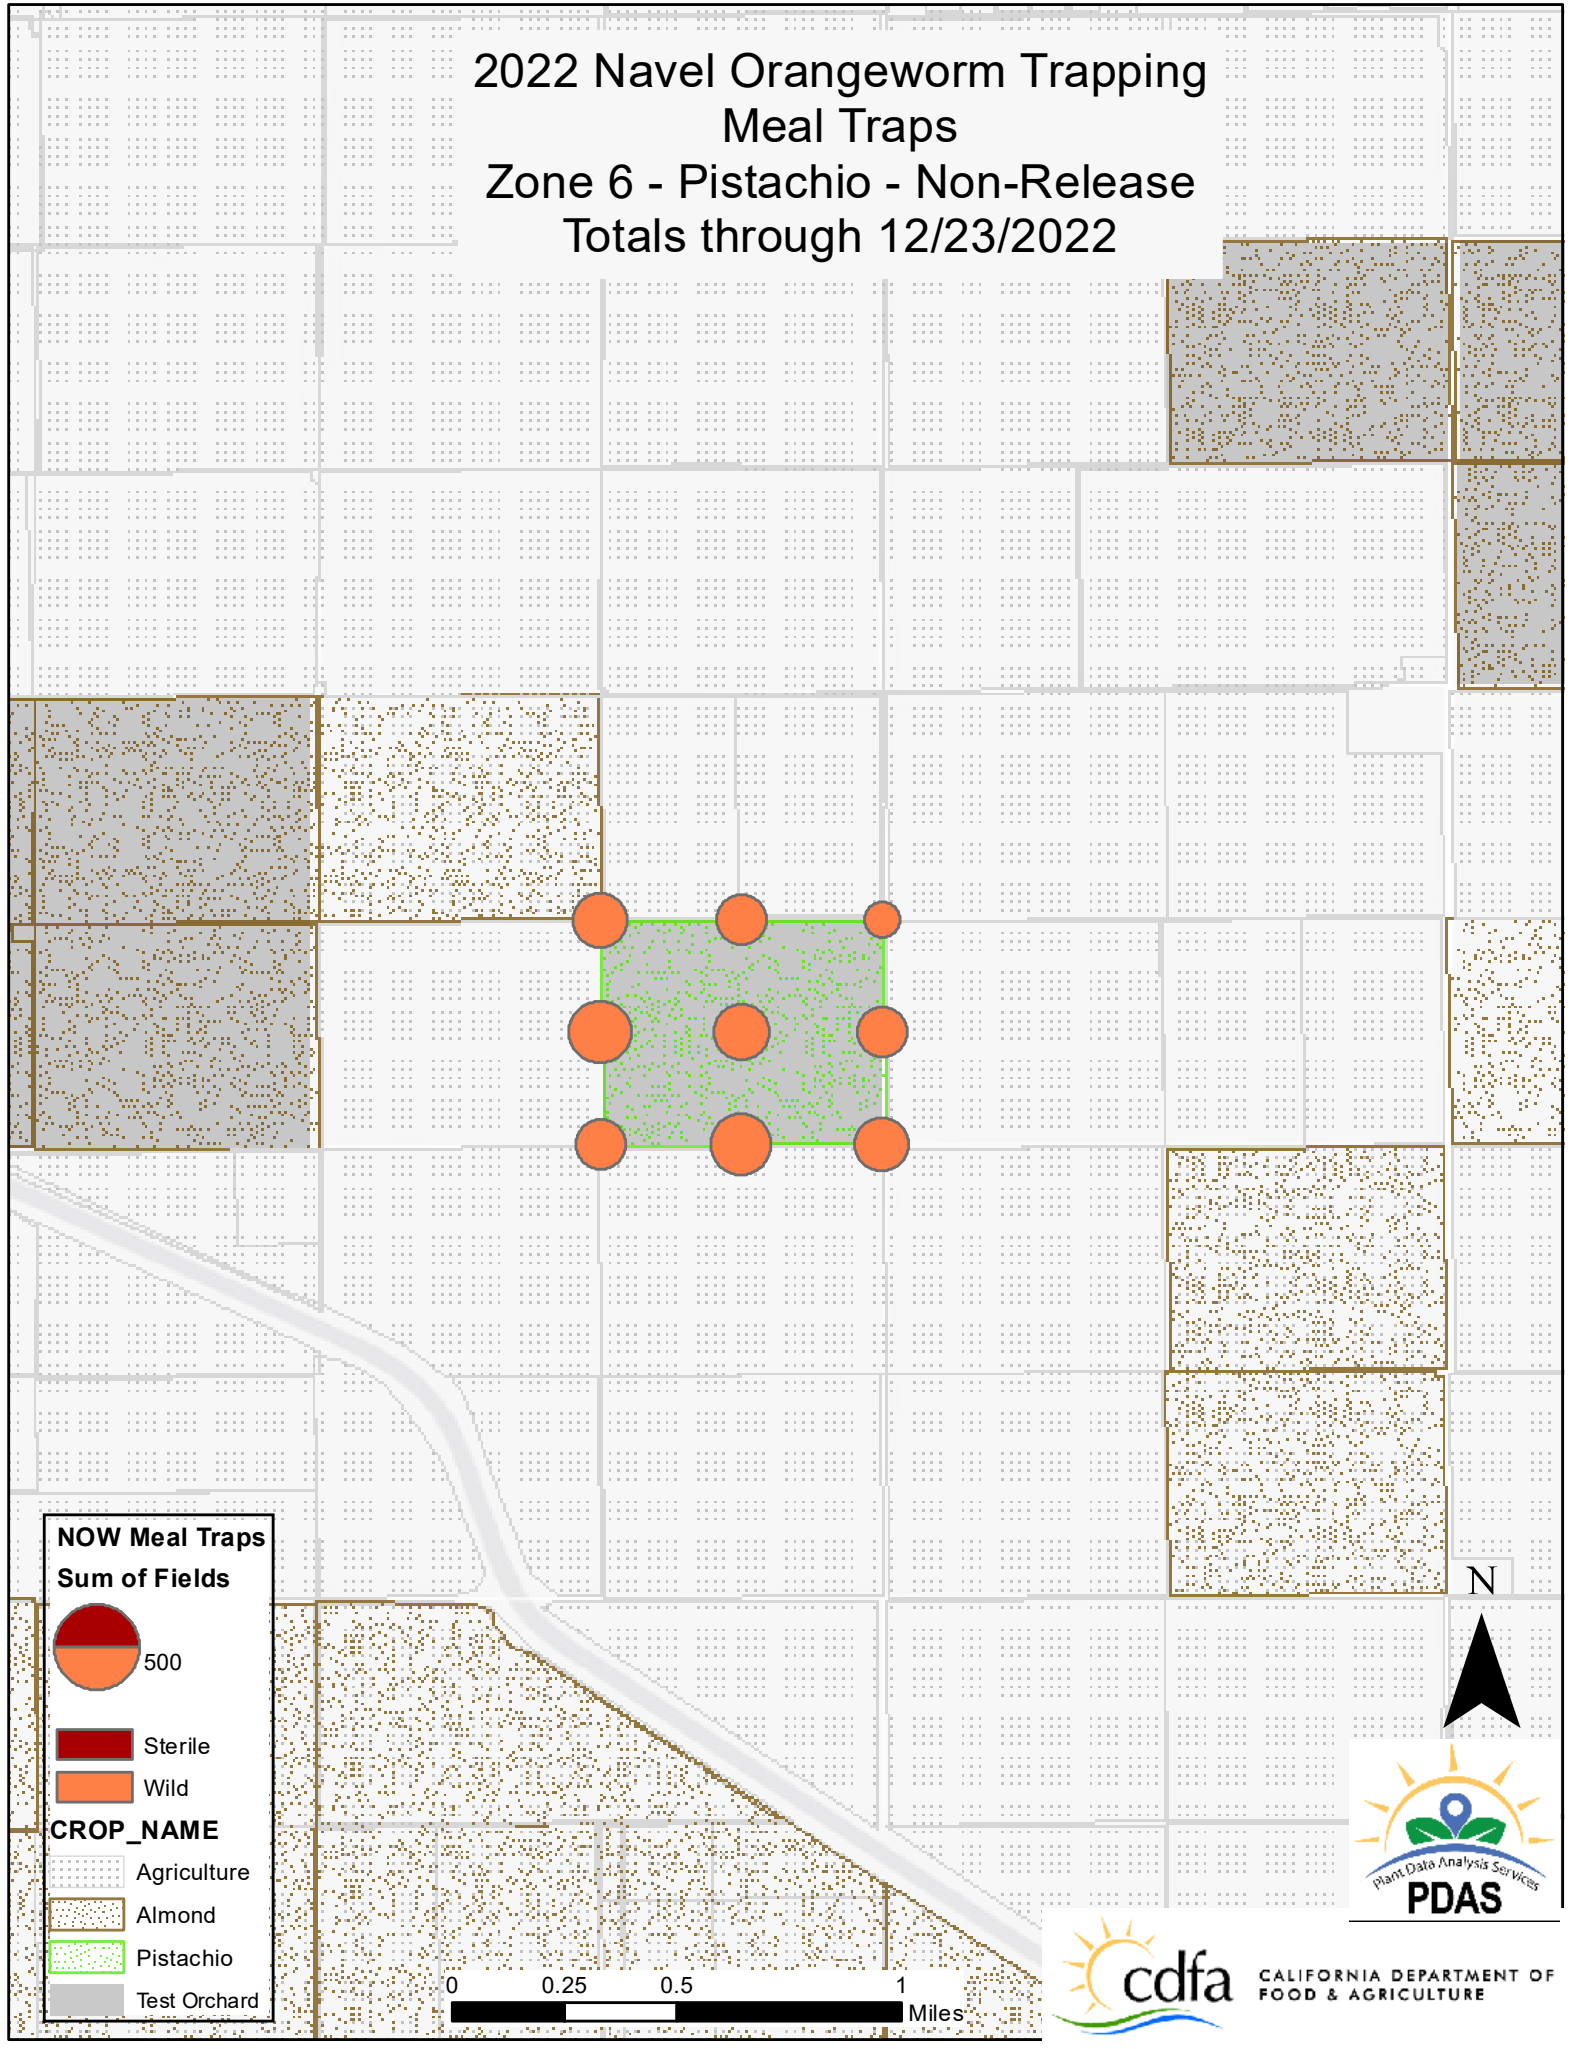 2022 Navel Orangeworm Trapping
Meal Traps
Zone 6 - Pistachio - Non-Release
Totals through 12/23/2022
NOW Meal Traps
Sum of Fields
500
Sterile
Wild
CROP_NAME
Agriculture
Almond
Pistachio
Test Orchard
0 0.25 0.5 1
Miles
N
Plant Data Analysis Services
PDAS
cdfa
CALIFORNIA DEPARTMENT OF
FOOD & AGRICULTURE